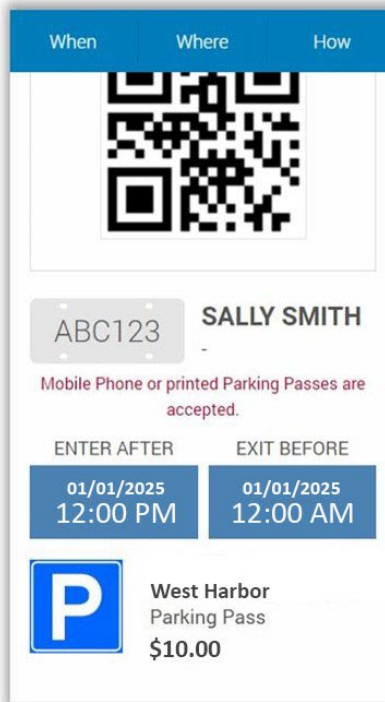 When Where How
ABC123
SALLY SMITH
-
Mobile Phone or printed Parking Passes are
accepted.
ENTER AFTER EXIT BEFORE
01/01/2025 01/01/2025
12:00 PM 12:00 AM
P
West Harbor
Parking Pass
$10.00